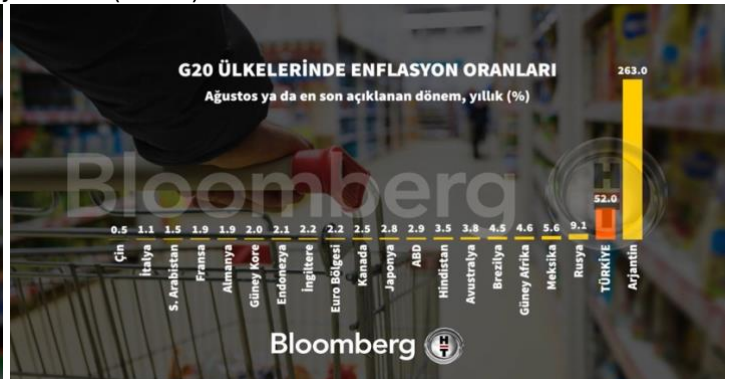 G20 ÜLKELERİNDE ENFLASYON ORANLARI
Ağustos ya da en son açıklanan dönem, yıllık (%)
Bloomberg HT
0.5 1.1 1.5 1.9 1.9 2.0 2.1 2.2 2.2 2.5 2.8 2.9 3.5 3.8 4.5 4.6 5.6 9.1 52.0 263.0
Çin
İtalya
S. Arabistan
Fransa
Almanya
Güney Kore
Endonezya
İngiltere
Euro Bölgesi
Kanada
Japonya
ABD
Hindistan
Avustralya
Brezilya
Güney Afrika
Meksika
Rusya
TÜRKİYE
Arjantin
Bloomberg HT